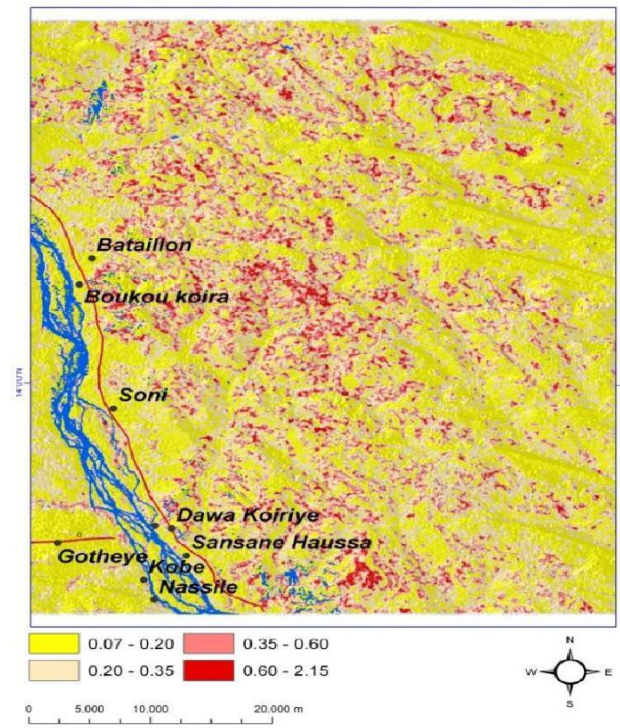 Bataillon
Boukou koira
Soni
Dawa Koiriye
Sansane Haussa
Gotheye
Kobe
Nassile
0.07 - 0.20
0.35 - 0.60
0.20 - 0.35
0.60 - 2.15
N
W
E
S
0
5.000
10.000
20.000 m